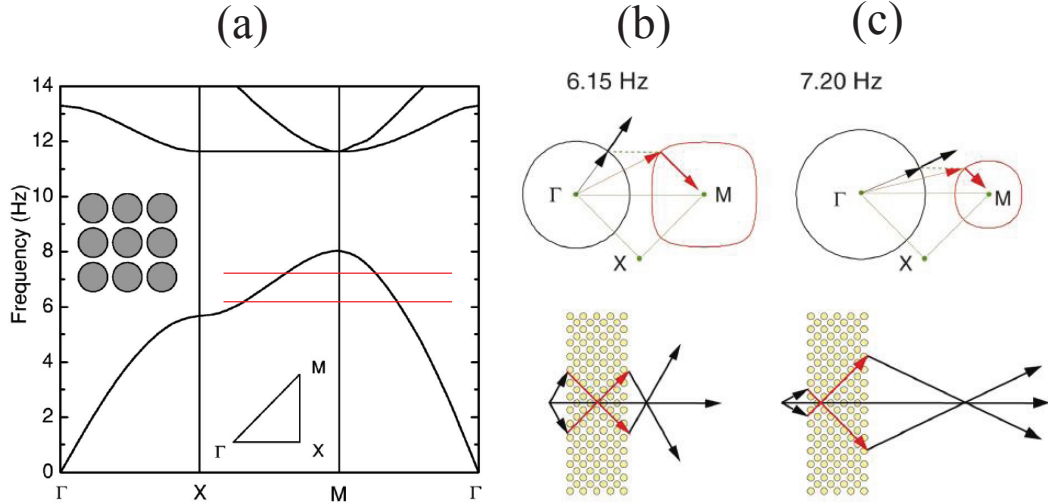 (a)
(b)
(c)
14
12
10
8
6
4
2
0
Frequency (Hz)
Γ
X
M
Γ
M
Γ
X
6.15 Hz
Γ
M
X
7.20 Hz
Γ
M
X